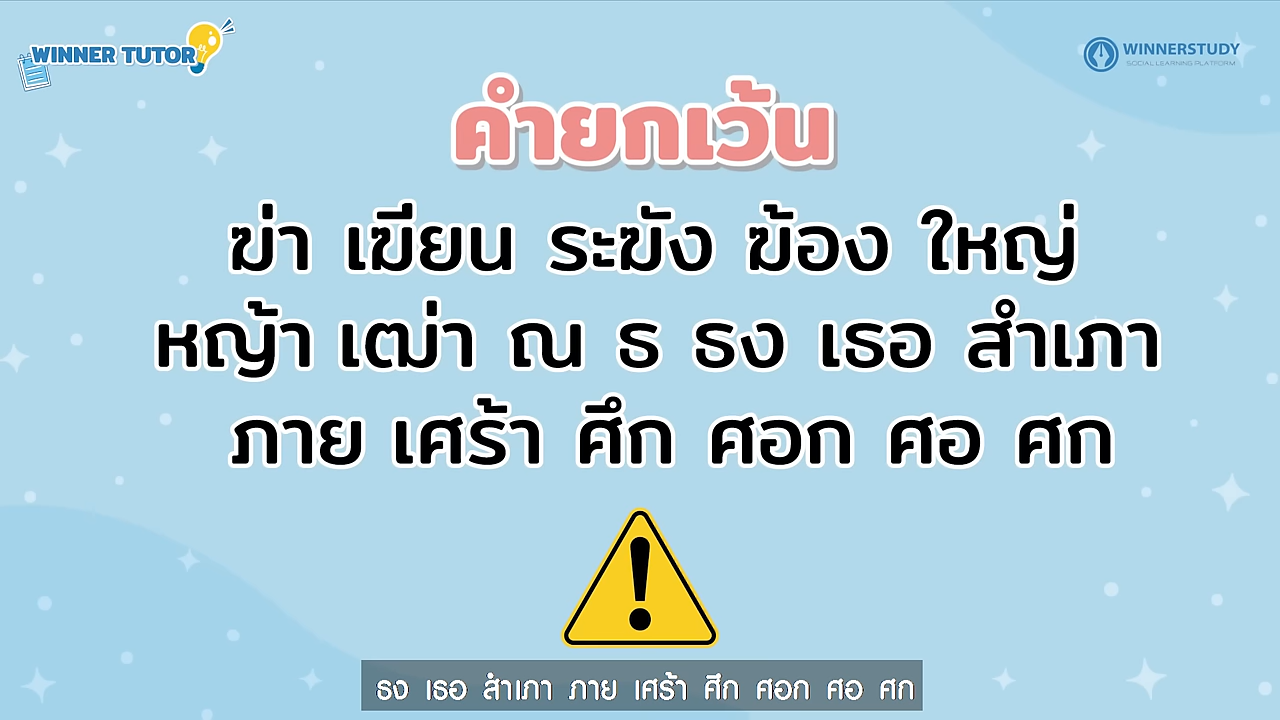 WINNER TUTOR
WINNERSTUDY
SOCIAL LEARNING PLATFORM
คำยกเว้น
ฆ่า เฆี่ยน ระฆัง ฆ้อง ใหญ่
หญ้า เฒ่า ณ ธ ธง เธอ สำเภา
ภาย เศร้า ศึก ศอก ศอ ศก
ธง เธอ สำเภา ภาย เศร้า ศึก ศอก ศอ ศก